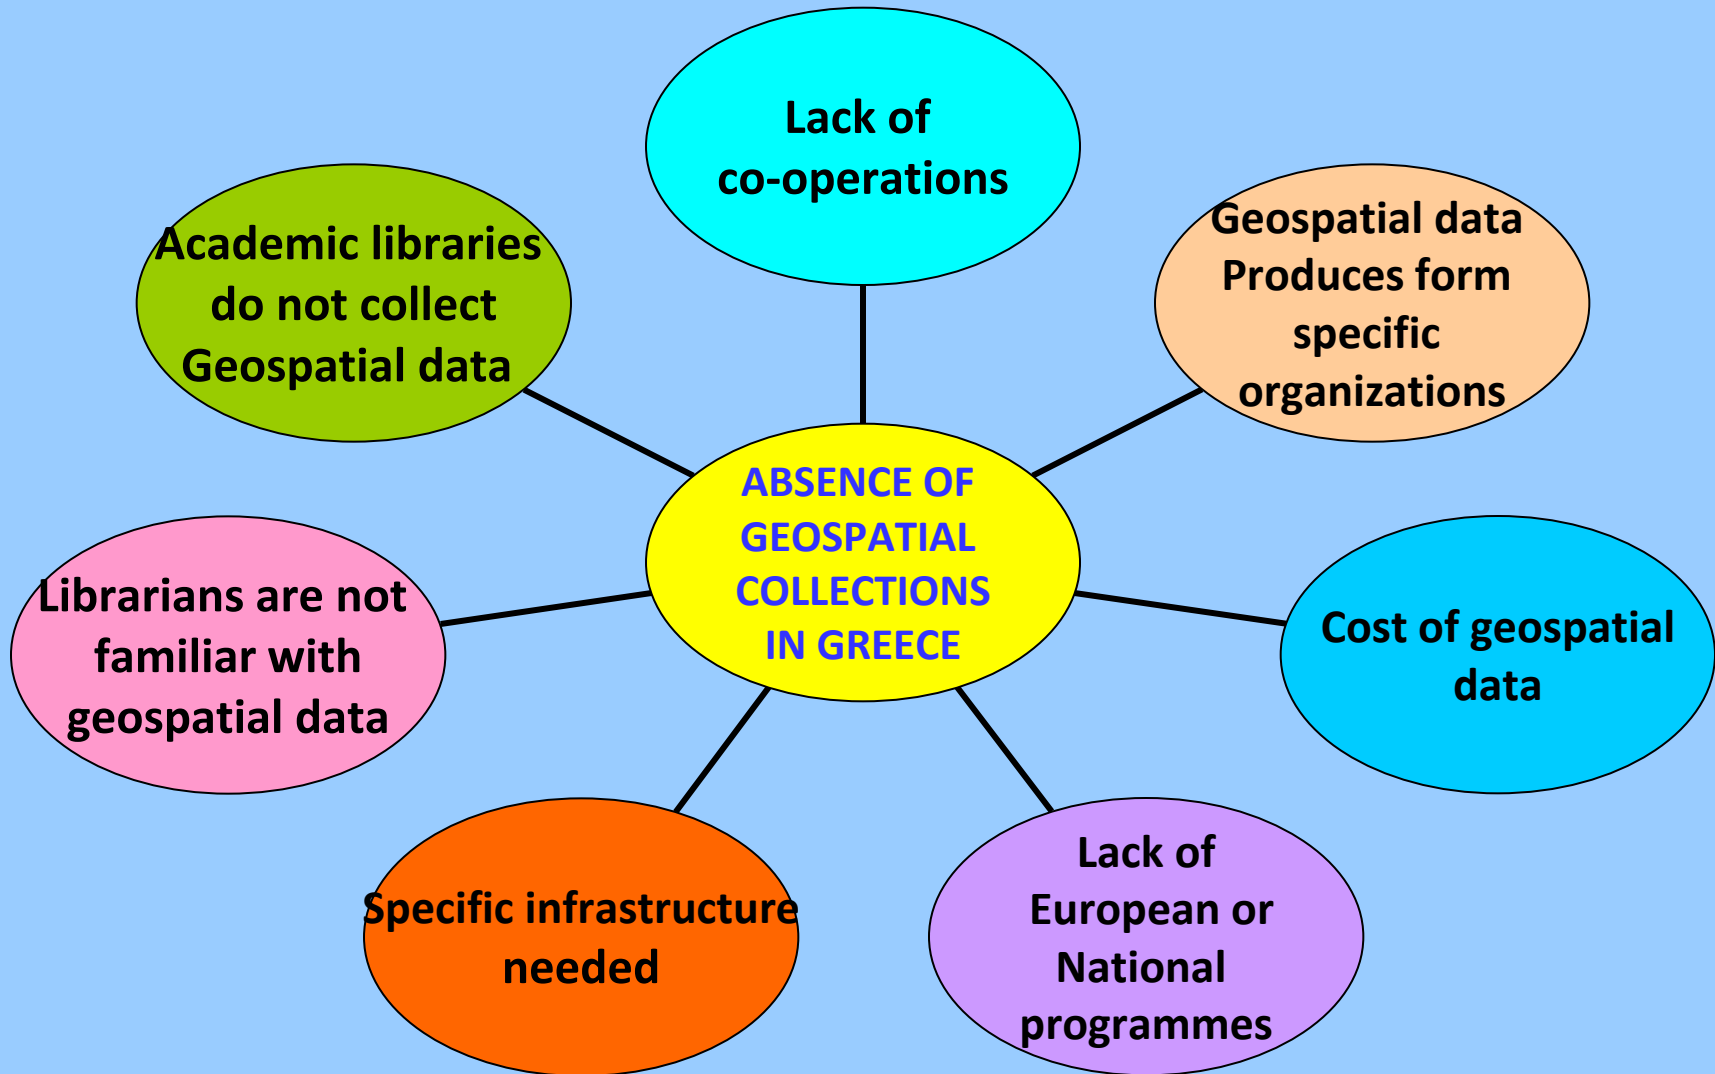 Lack of
co-operations
Academic libraries
do not collect
Geospatial data
Geospatial data
Produces form
specific
organizations
ABSENCE OF
GEOSPATIAL
COLLECTIONS
IN GREECE
Librarians are not
familiar with
geospatial data
Cost of geospatial
data
Specific infrastructure
needed
Lack of
European or
National
programmes